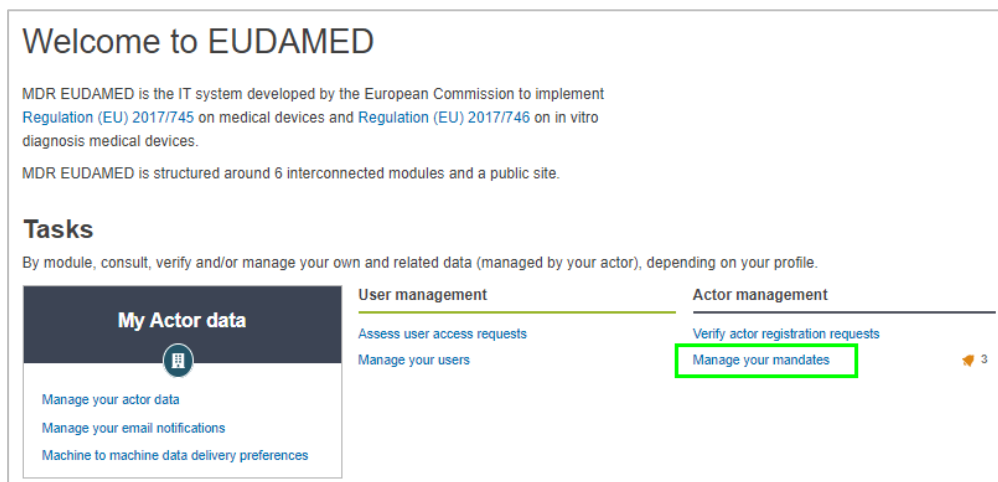 Welcome to EUDAMED
MDR EUDAMED is the IT system developed by the European Commission to implement
Regulation (EU) 2017/745 on medical devices and Regulation (EU) 2017/746 on in vitro
diagnosis medical devices.
MDR EUDAMED is structured around 6 interconnected modules and a public site.
Tasks
By module, consult, verify and/or manage your own and related data (managed by your actor), depending on your profile.
My Actor data
Manage your actor data
Manage your email notifications
Machine to machine data delivery preferences
User management
Assess user access requests
Manage your users
Actor management
Verify actor registration requests
Manage your mandates 3